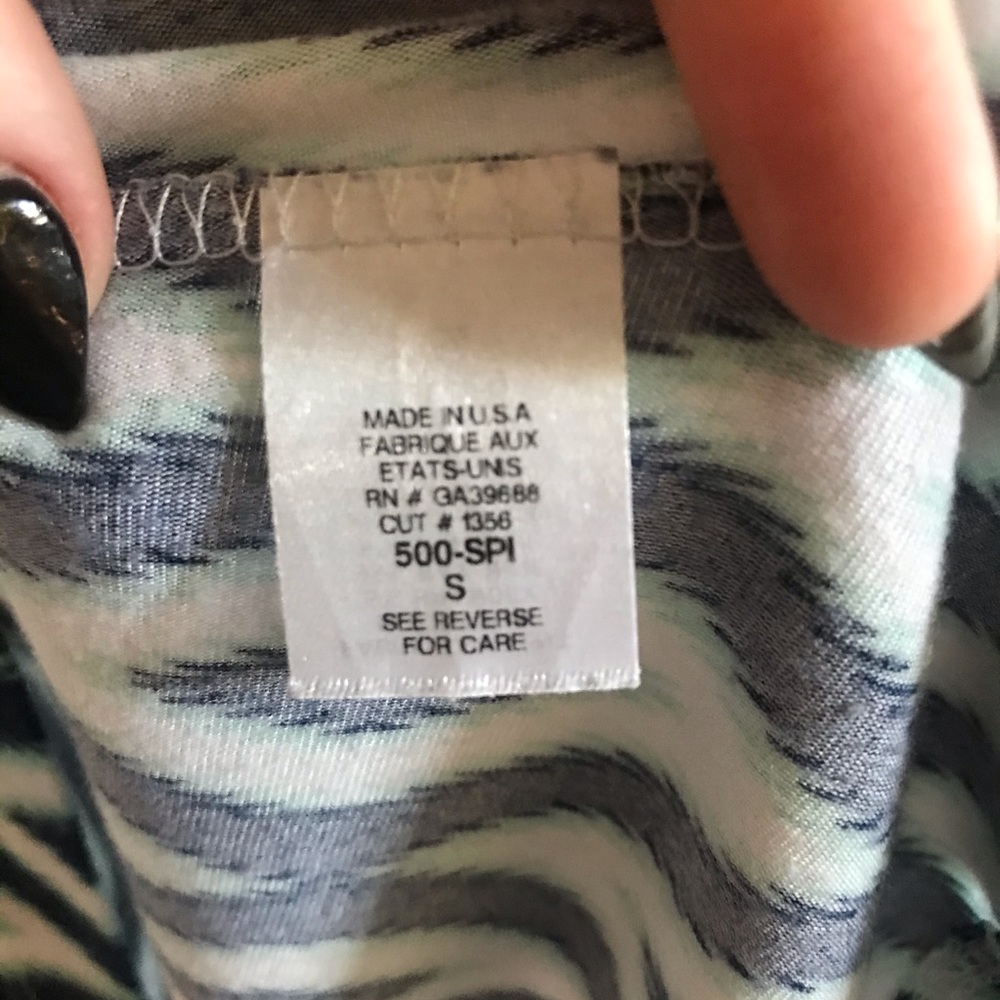 MADE IN U.S.A
FABRIQUE AUX
ETATS-UNIS
RN # GA39688
CUT # 1356
500-SPI
S
SEE REVERSE
FOR CARE